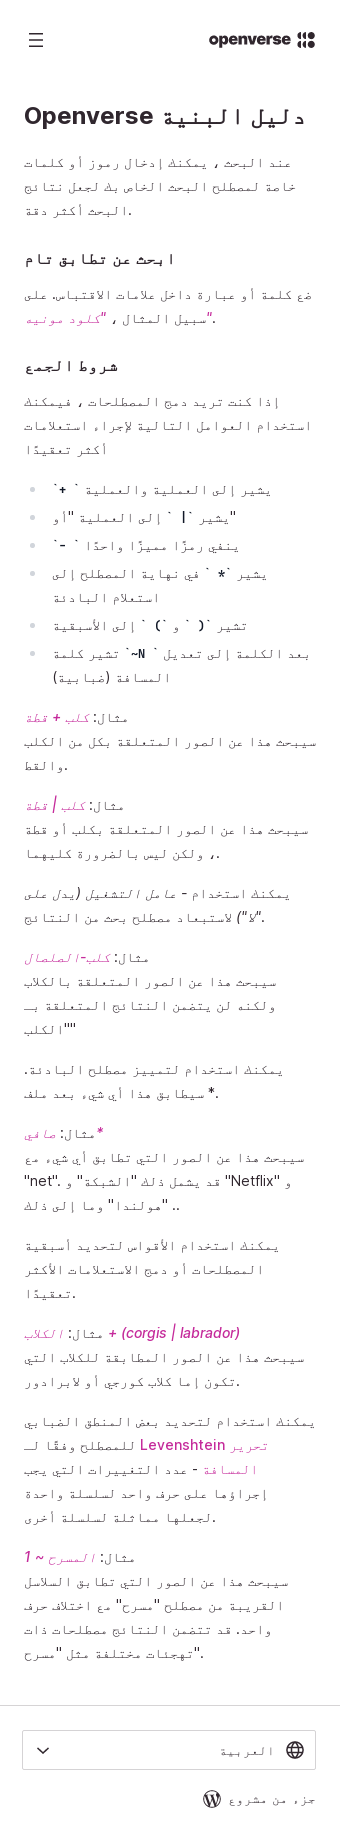 openverse
دليل البنية Openverse
عند البحث ، يمكنك إدخال رموز أو كلمات
خاصة لمصطلح البحث الخاص بك لجعل نتائج
البحث أكثر دقة.
ابحث عن تطابق تام
ضع كلمة أو عبارة داخل علامات الاقتباس. على
سبيل المثال ، "كلود مونيه".
شروط الجمع
إذا كنت تريد دمج المصطلحات ، فيمكنك
استخدام العوامل التالية لإجراء استعلامات
أكثر تعقيدًا
يشير إلى العملية والعملية ` +`
"يشير ` | ` إلى العملية "أو
ينفي رمزًا مميزًا واحدًا ` -`
يشير ` * ` في نهاية المصطلح إلى
استعلام البادئة
تشير ` ( ` و ` ) ` إلى الأسبقية
بعد الكلمة إلى تعديل ` ~N` تشير كلمة
المسافة (ضبابية)
مثال: كلب + قطة
سيبحث هذا عن الصور المتعلقة بكل من الكلب
والقط.
مثال: كلب | قطة
سيبحث هذا عن الصور المتعلقة بكلب أو قطة
، ولكن ليس بالضرورة كليهما.
يمكنك استخدام - عامل التشغيل (يدل على
"لا") لاستبعاد مصطلح بحث من النتائج.
مثال: كلب-الصلصال
سيبحث هذا عن الصور المتعلقة بالكلاب
ولكنه لن يتضمن النتائج المتعلقة بـ
"الكلب"
يمكنك استخدام لتمييز مصطلح البادئة.
* سيطابق هذا أي شيء بعد ملف.
مثال: صافي*
سيبحث هذا عن الصور التي تطابق أي شيء مع
"net". قد يشمل ذلك "الشبكة" و "Netflix" و
"هولندا" وما إلى ذلك ..
يمكنك استخدام الأقواس لتحديد أسبقية
المصطلحات أو دمج الاستعلامات الأكثر
تعقيدًا.
مثال: الكلاب + (corgis | labrador)
سيبحث هذا عن الصور المطابقة للكلاب التي
تكون إما كلاب كورجي أو لابرادور.
يمكنك استخدام لتحديد بعض المنطق الضبابي
للمصطلح وفقًا لـ Levenshtein تحرير
المسافة - عدد التغييرات التي يجب
إجراؤها على حرف واحد لسلسلة واحدة
لجعلها مماثلة لسلسلة أخرى.
مثال: المسرح ~ 1
سيبحث هذا عن الصور التي تطابق السلاسل
القريبة من مصطلح "مسرح" مع اختلاف حرف
واحد. قد تتضمن النتائج مصطلحات ذات
تهجئات مختلفة مثل "مسرح".
العربية
جزء من مشروع